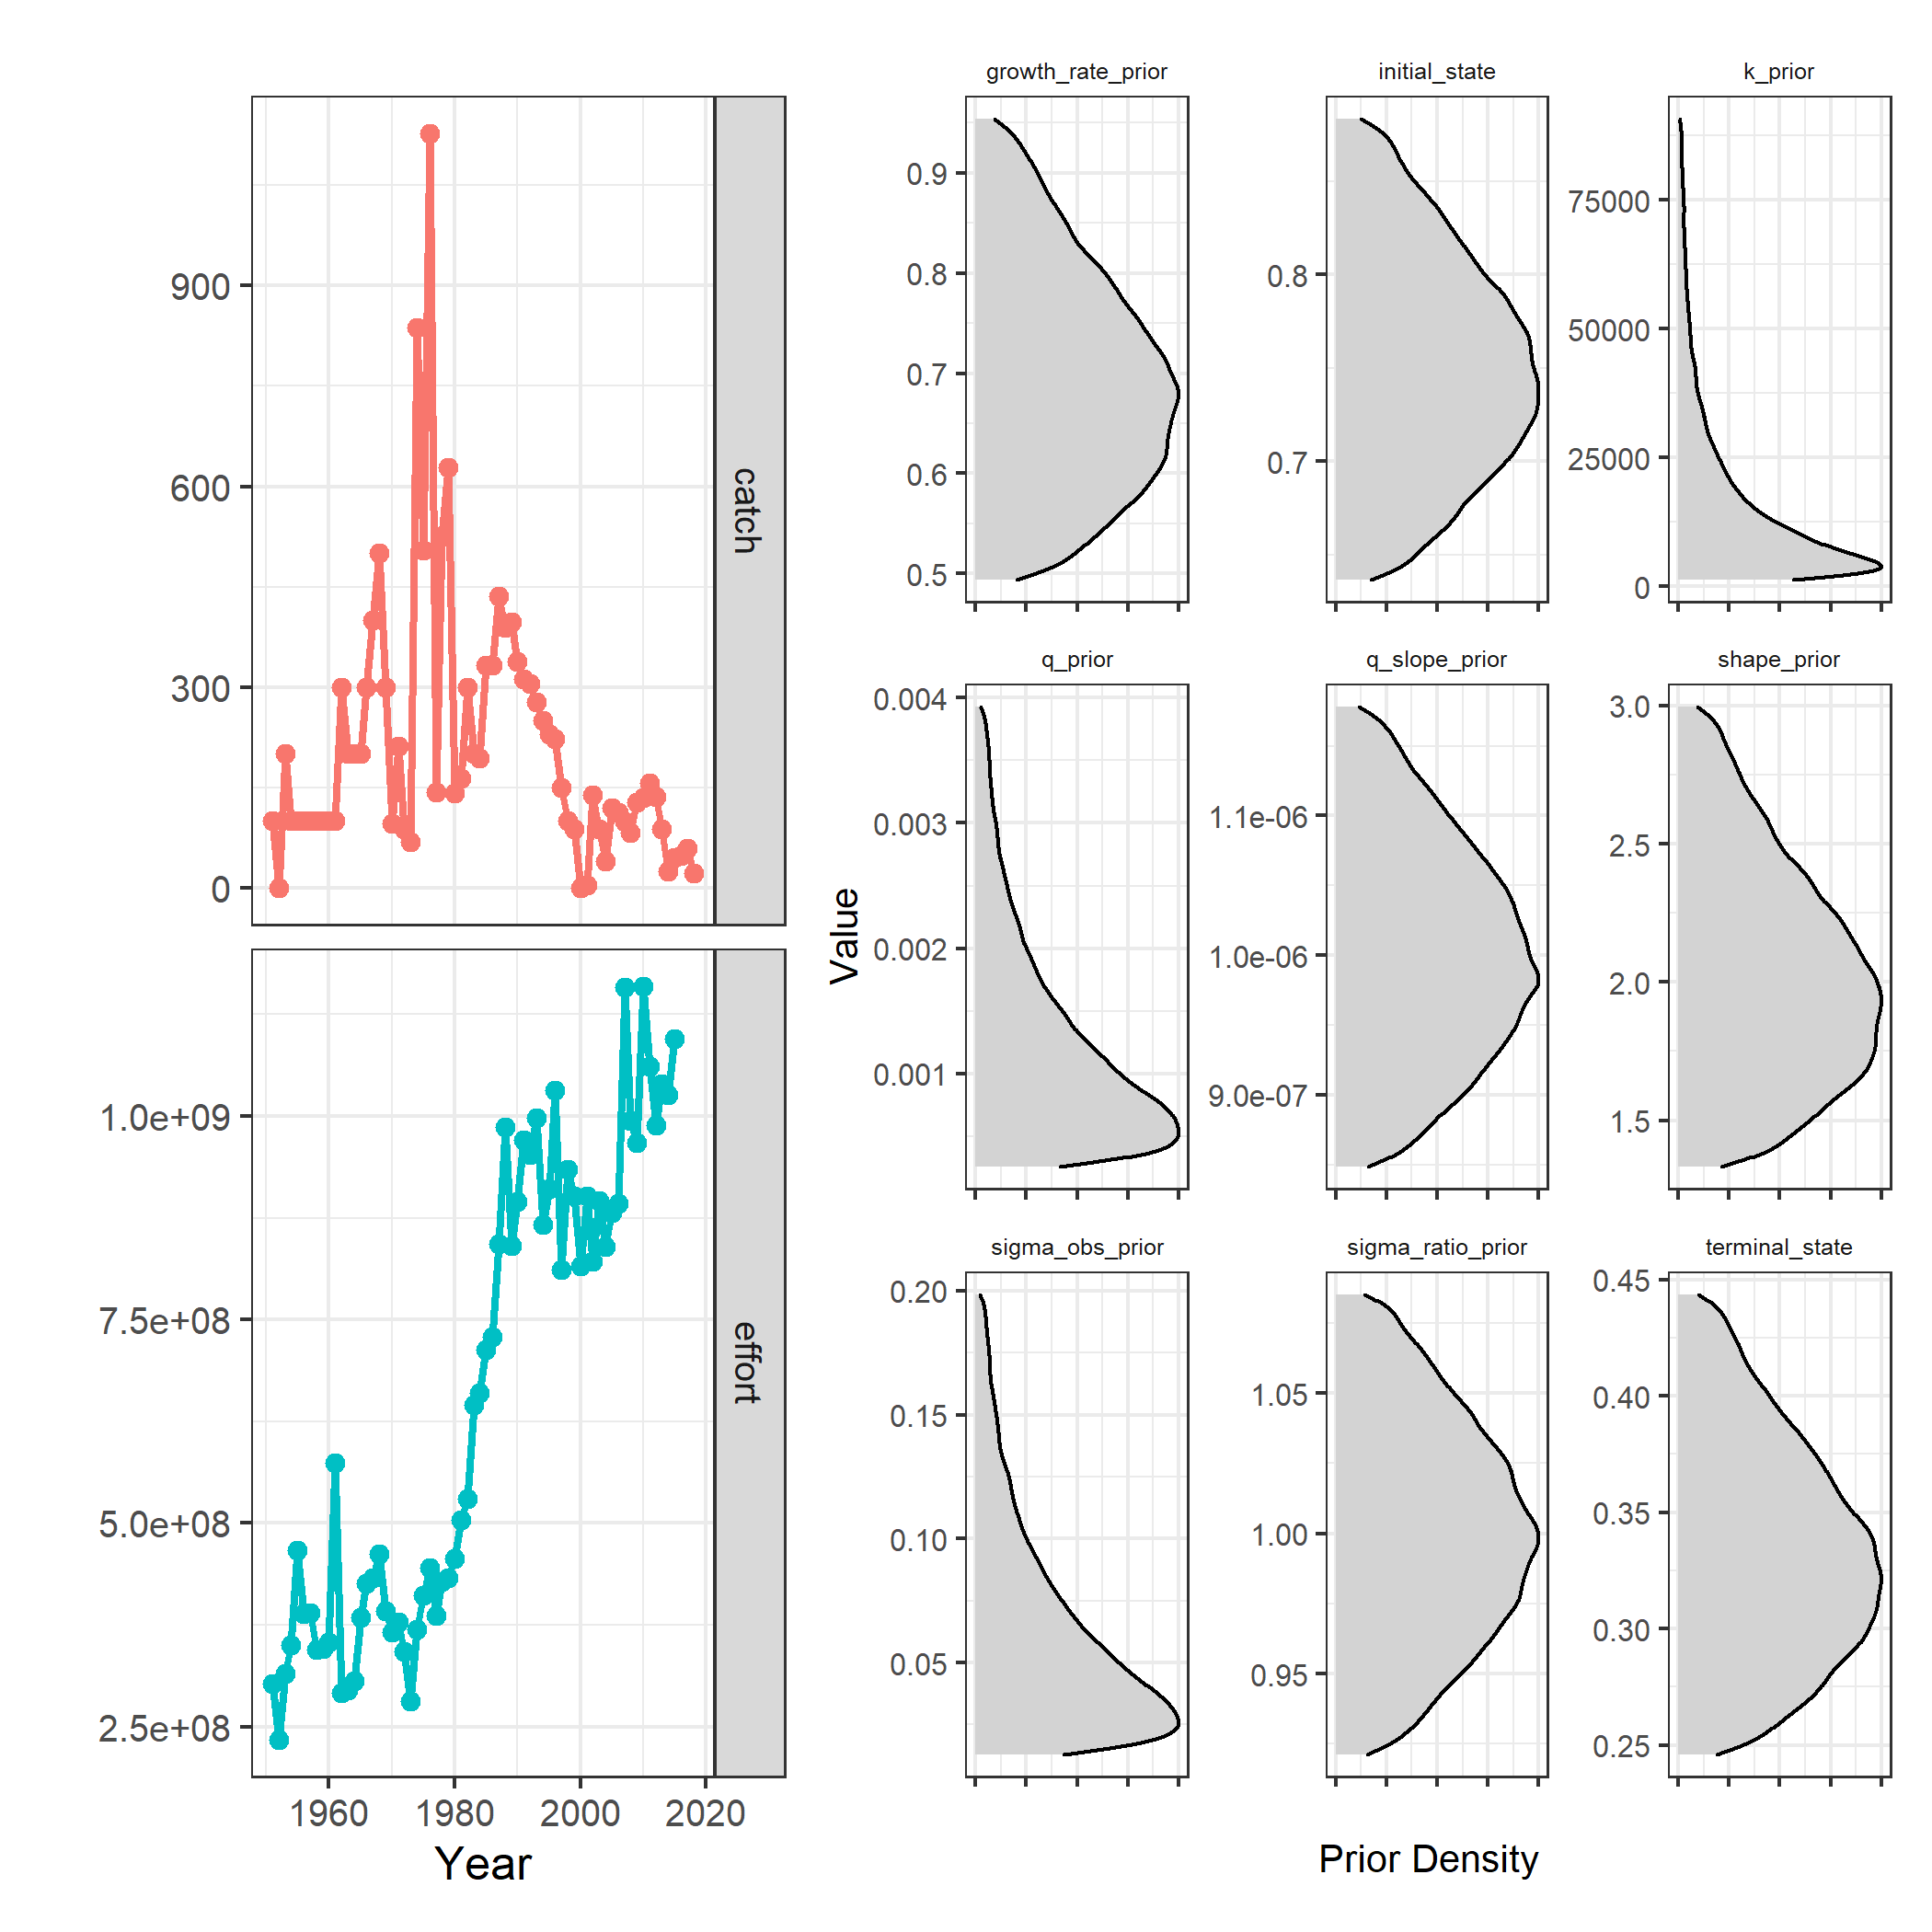 growth_rate_prior
initial_state
k_prior
900
600
300
0
catch
0.9
0.8
0.7
0.6
0.5
0.8
0.7
75000
50000
25000
0
q_prior
q_slope_prior
shape_prior
Value
0.004
0.003
0.002
0.001
1.1e-06
1.0e-06
9.0e-07
3.0
2.5
2.0
1.5
1.0e+09
7.5e+08
5.0e+08
2.5e+08
effort
sigma_obs_prior
sigma_ratio_prior
terminal_state
0.20
0.15
0.10
0.05
1.05
1.00
0.95
0.45
0.40
0.35
0.30
0.25
1960
1980
2000
2020
Year
Prior Density